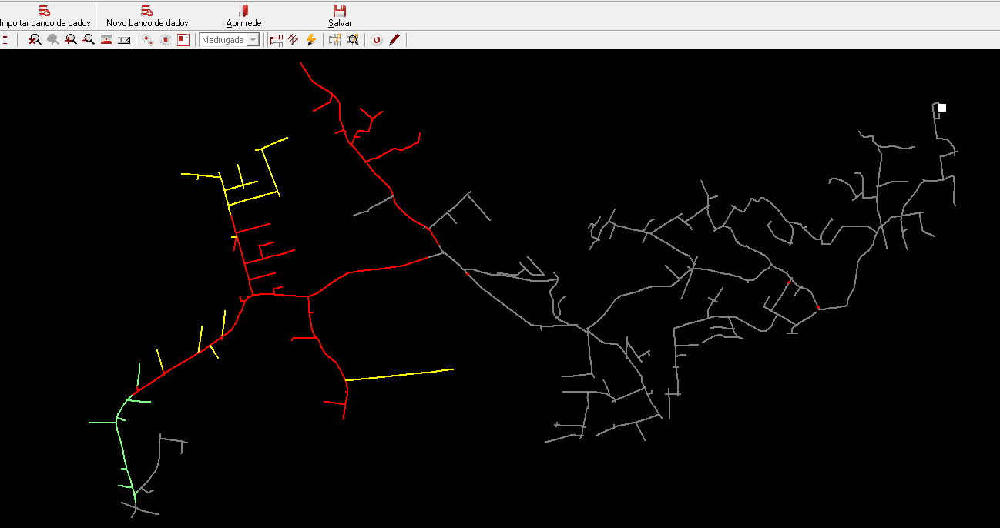 Importar banco de dados
Novo banco de dados
Abrir rede
Salvar
Madrugada